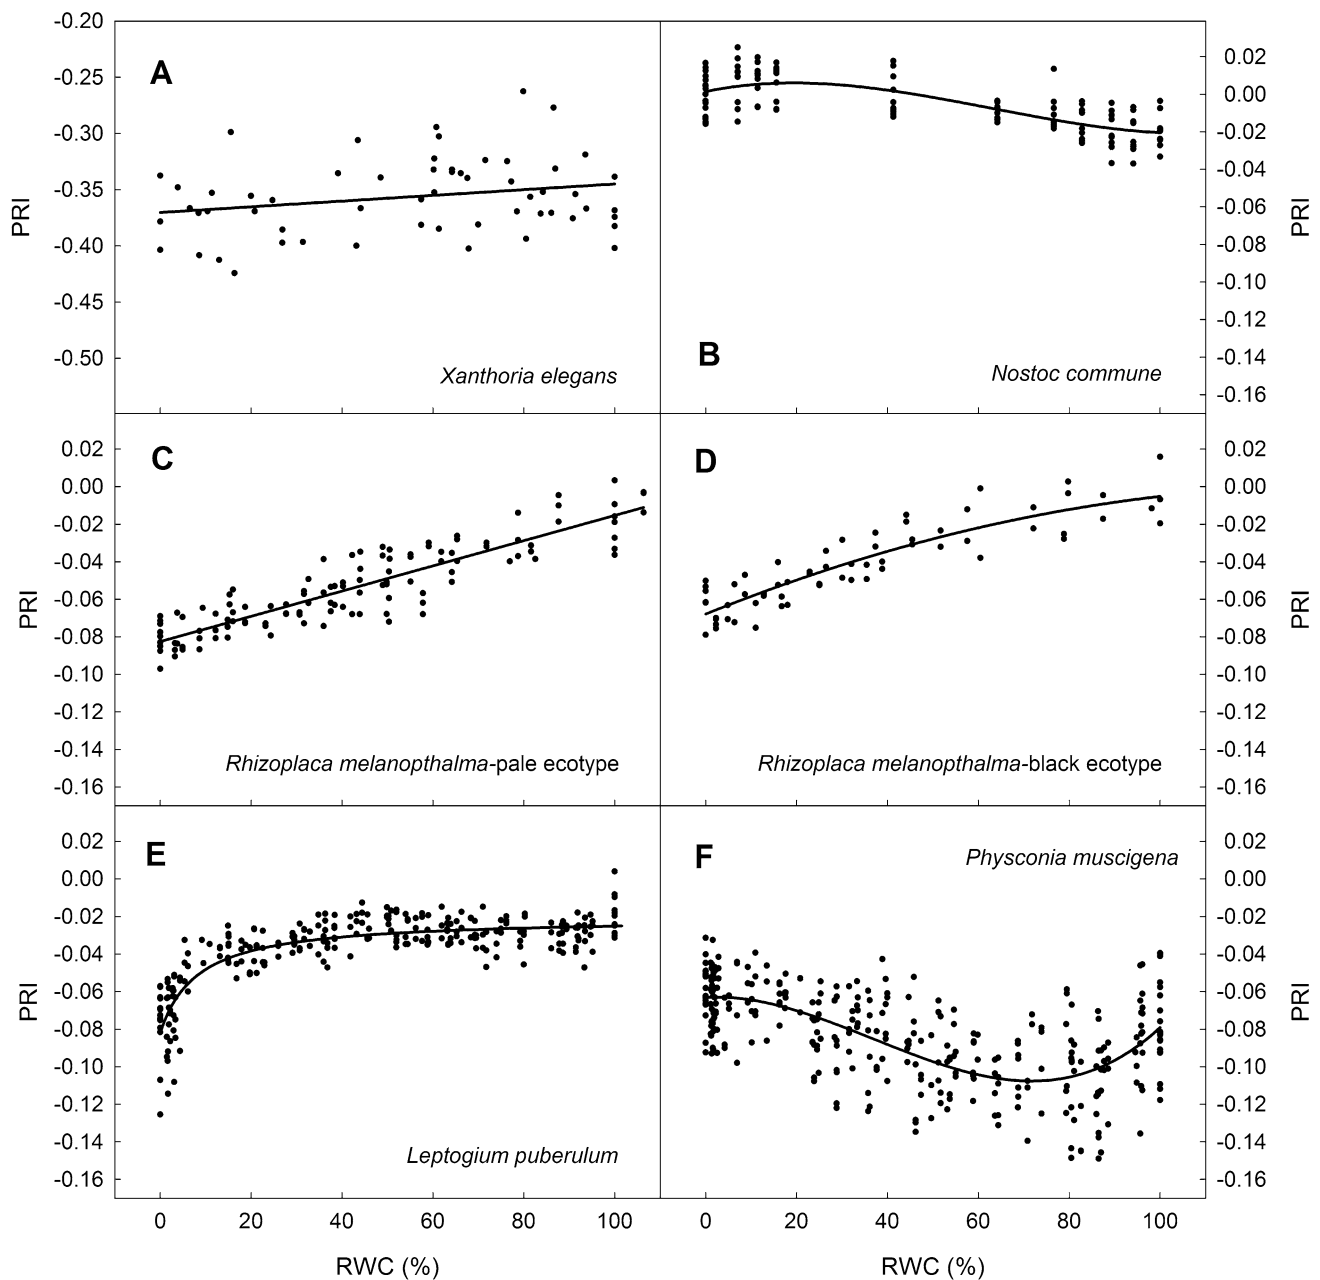 A
-0.20
-0.25
-0.30
-0.35
-0.40
-0.45
-0.50
PRI
Xanthoria elegans
B
0.02
0.00
-0.02
-0.04
-0.06
-0.08
-0.10
-0.12
-0.14
-0.16
PRI
Nostoc commune
C
0.02
0.00
-0.02
-0.04
-0.06
-0.08
-0.10
-0.12
-0.14
-0.16
PRI
Rhizoplaca melanopthalma-pale ecotype
D
0.02
0.00
-0.02
-0.04
-0.06
-0.08
-0.10
-0.12
-0.14
-0.16
PRI
Rhizoplaca melanopthalma-black ecotype
E
0.02
0.00
-0.02
-0.04
-0.06
-0.08
-0.10
-0.12
-0.14
-0.16
PRI
Leptogium puberulum
0 20 40 60 80 100
RWC (%)
F
Physconia muscigena
0.02
0.00
-0.02
-0.04
-0.06
-0.08
-0.10
-0.12
-0.14
-0.16
PRI
0 20 40 60 80 100
RWC (%)